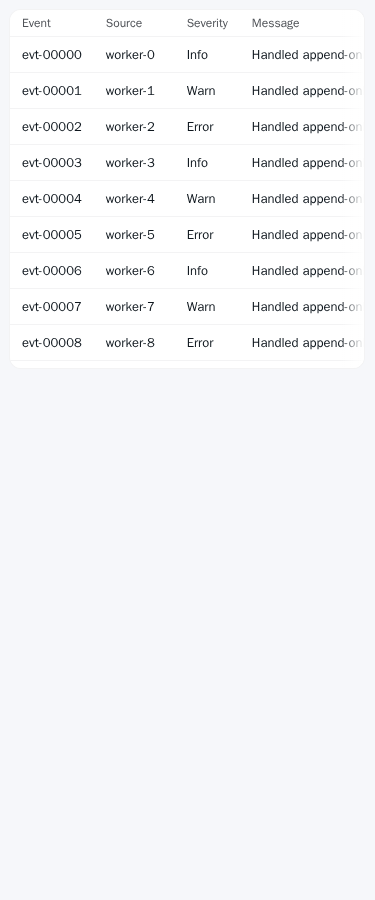 Event Source Severity Message
evt-00000 worker-0 Info Handled append-on
evt-00001 worker-1 Warn Handled append-on
evt-00002 worker-2 Error Handled append-on
evt-00003 worker-3 Info Handled append-on
evt-00004 worker-4 Warn Handled append-on
evt-00005 worker-5 Error Handled append-on
evt-00006 worker-6 Info Handled append-on
evt-00007 worker-7 Warn Handled append-on
evt-00008 worker-8 Error Handled append-on